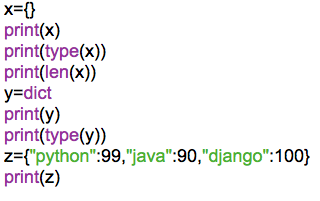 x={}
print(x)
print(type(x))
print(len(x))
y=dict
print(y)
print(type(y))
z={"python":99,"java":90,"django":100}
print(z)